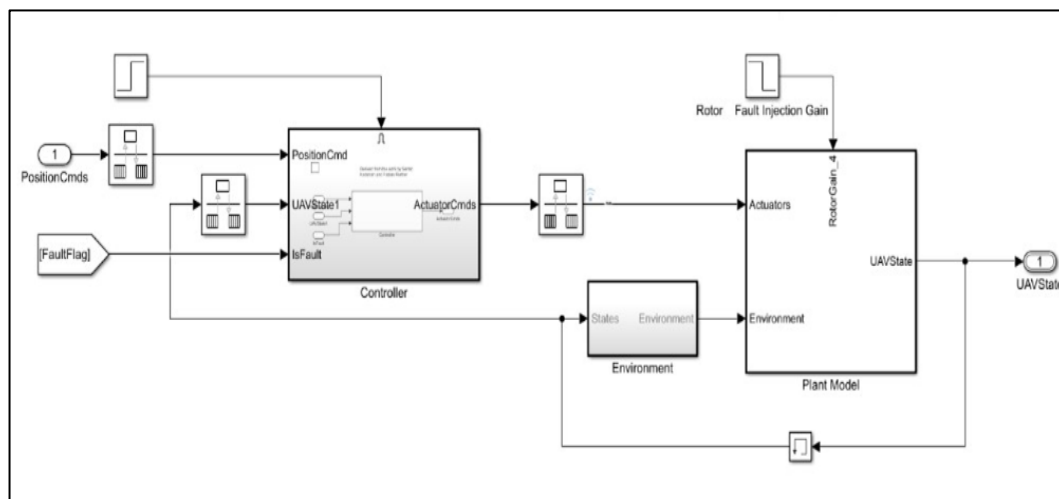 Rotor Fault Injection Gain
1
PositionCmds
PositionCmd
UAVState1
ActuatorCmds
[FaultFlag]
IsFault
Controller
Controller
RotorGain_4
Actuators
UAVState
Environment
Plant Model
1
UAVState
States Environment
Environment